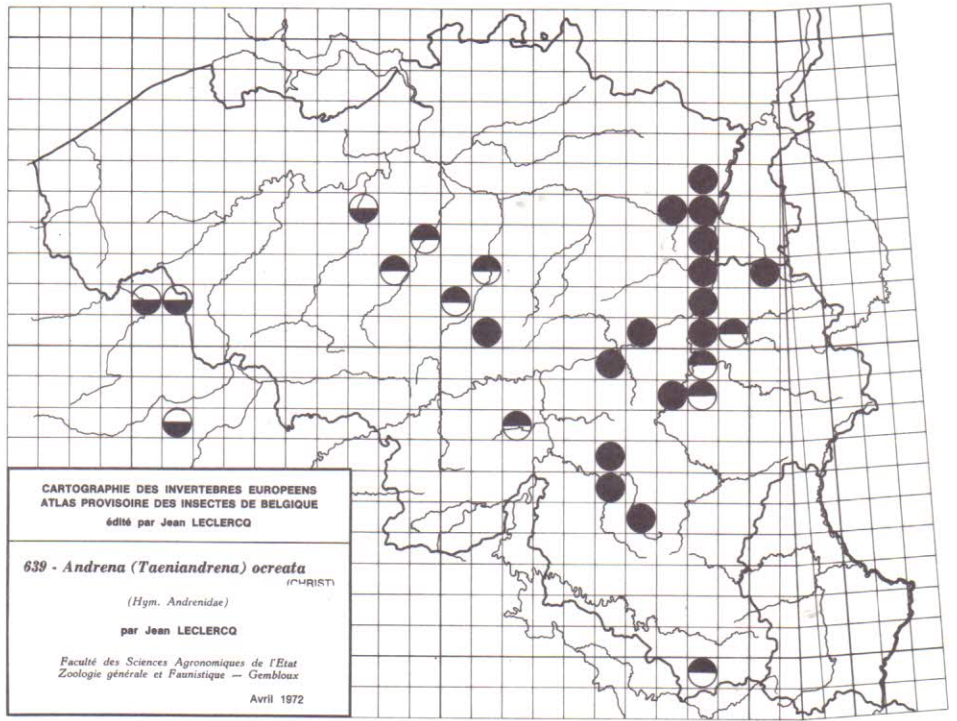 CARTOGRAPHIE DES INVERTEBRES EUROPEENS
ATLAS PROVISOIRE DES INSECTES DE BELGIQUE
édité par Jean LECLERCQ
639 - Andrena (Taeniandrena) ocreata
(CHRIST)
(Hym. Andrenidae)
par Jean LECLERCQ
Faculté des Sciences Agronomiques de l'Etat
Zoologie générale et Faunistique — Gembloux
Avril 1972